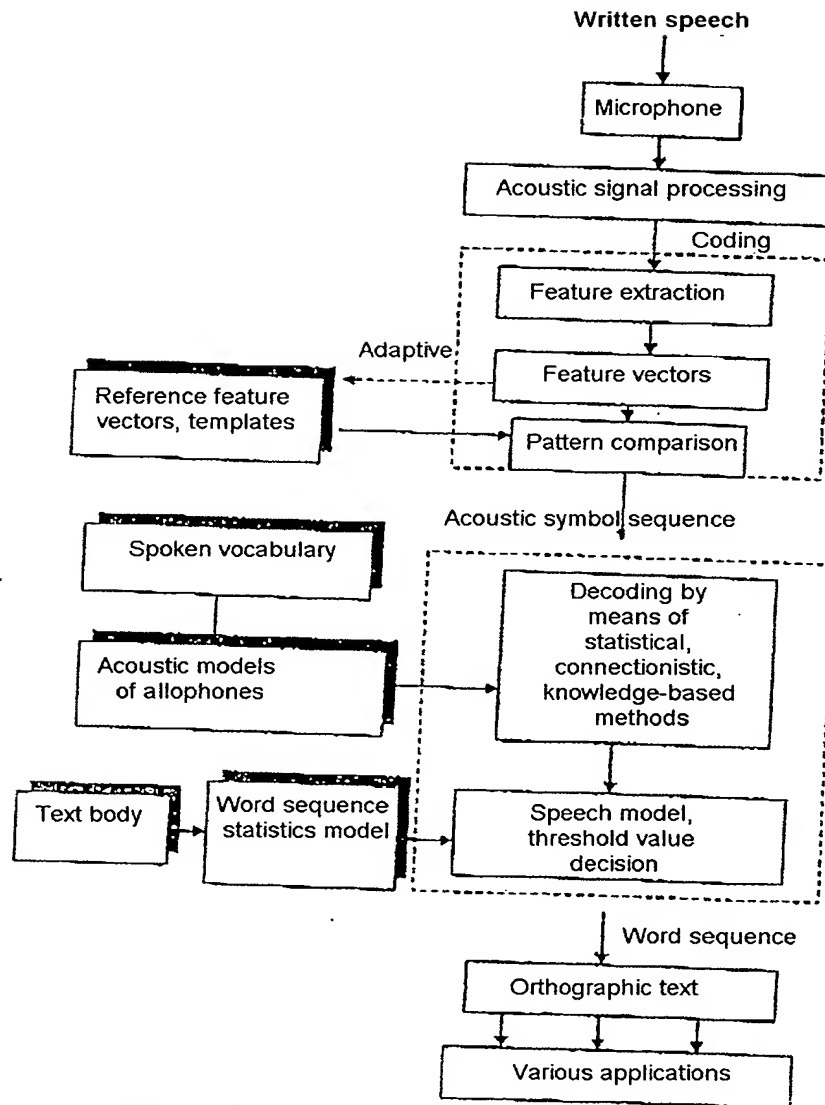 Written speech
Microphone
Acoustic signal processing
Coding
Feature extraction
Adaptive
Feature vectors
Reference feature
vectors, templates
Pattern comparison
Acoustic symbol sequence
Spoken vocabulary
Decoding by
means of
statistical,
connectionistic,
knowledge-based
methods
Acoustic models
of allophones
Text body
Word sequence
statistics model
Speech model,
threshold value
decision
Word sequence
Orthographic text
Various applications